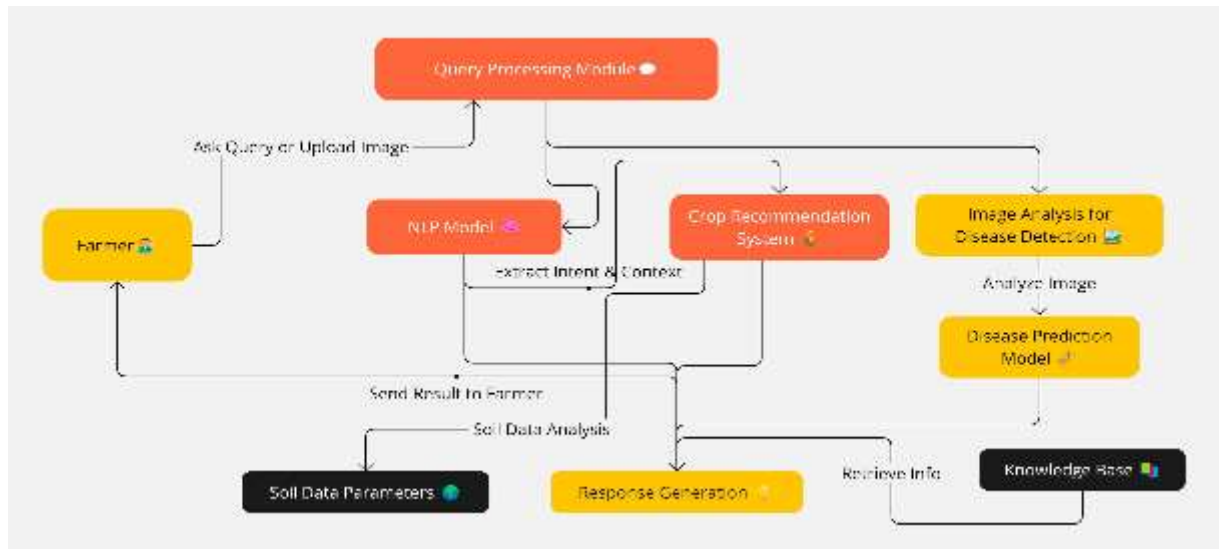 Query Processing Module
Ask Query or Upload Image
NLP Model
Crop Recommendation
System
Image Analysis for
Disease Detection
Farmer
Extract Intent & Context
Analyze Image
Disease Prediction
Model
Send Result to Farmer
Soil Data Analysis
Knowledge Base
Retrieve Info
Soil Data Parameters
Response Generation